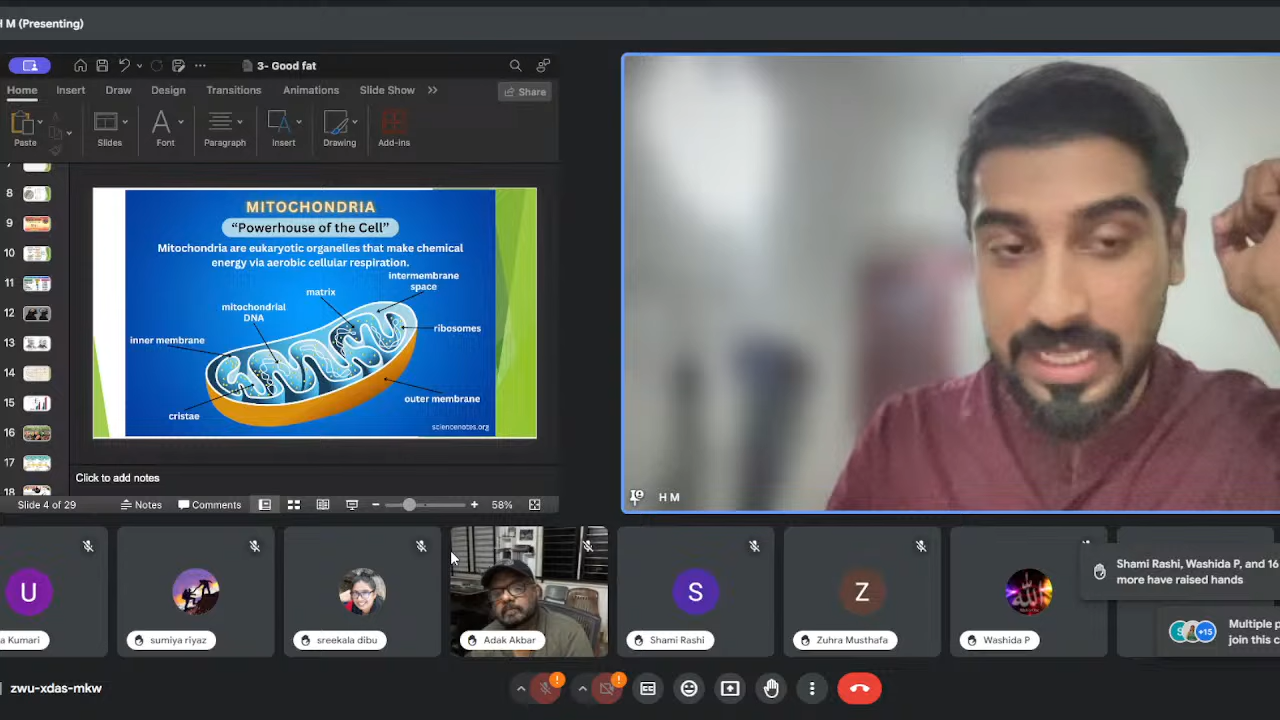 H M (Presenting)
3- Good fat
Home Insert Draw Design Transitions Animations Slide Show
Share
Paste Slides Font Paragraph Insert Drawing Add-ins
8
9
10
11
12
13
14
15
16
17
18
MITOCHONDRIA
“Powerhouse of the Cell”
Mitochondria are eukaryotic organelles that make chemical
energy via aerobic cellular respiration.
intermembrane
space
matrix
mitochondrial
DNA
ribosomes
inner membrane
outer membrane
cristae
sciencenotes.org
Click to add notes
Slide 4 of 29 Notes Comments 58%
H M
U
a Kumari
sumiya riyaz
sreekala dibu
Adak Akbar
S
Shami Rashi
Z
Zuhra Musthafa
Washida P
Shami Rashi, Washida P, and 16
more have raised hands
S +15
Multiple p
join this c
zwu-xdas-mkw